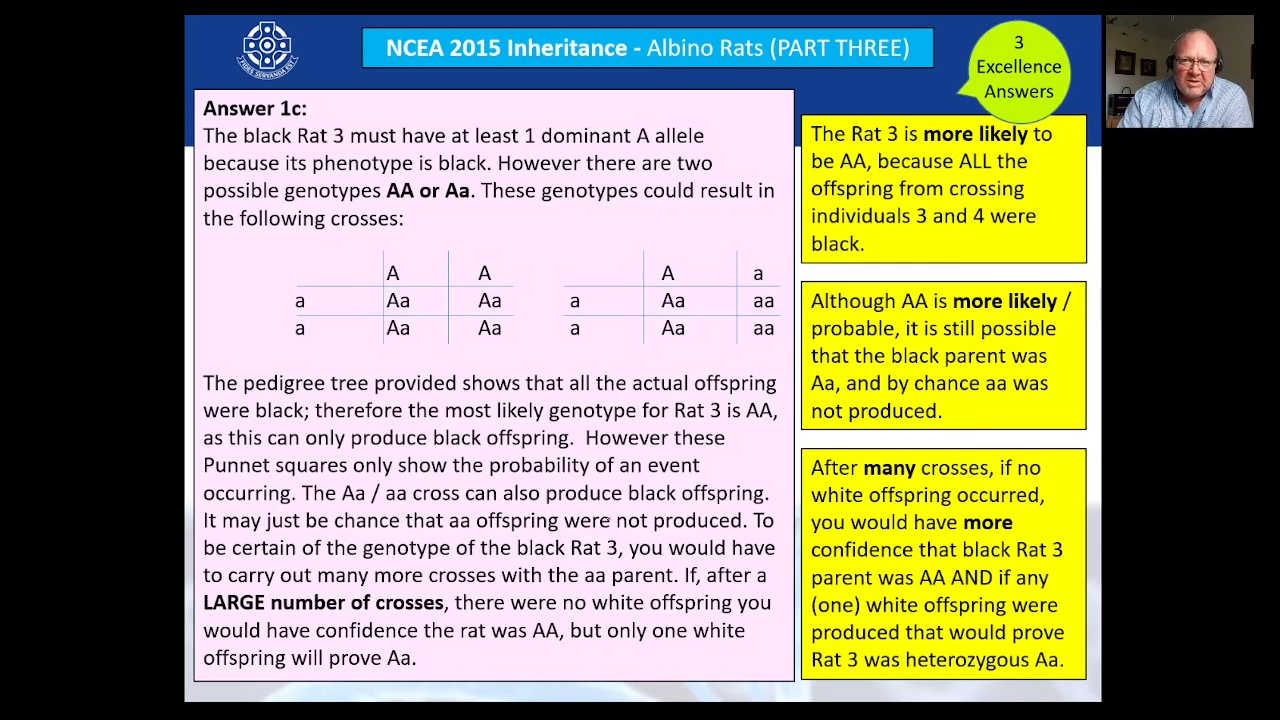 NCEA 2015 Inheritance - Albino Rats (PART THREE)
3
Excellence
Answers
Answer 1c:
The black Rat 3 must have at least 1 dominant A allele
because its phenotype is black. However there are two
possible genotypes AA or Aa. These genotypes could result in
the following crosses:
A A
a Aa Aa
a Aa Aa
A a
a Aa aa
a Aa aa
The pedigree tree provided shows that all the actual offspring
were black; therefore the most likely genotype for Rat 3 is AA,
as this can only produce black offspring. However these
Punnet squares only show the probability of an event
occurring. The Aa / aa cross can also produce black offspring.
It may just be chance that aa offspring were not produced. To
be certain of the genotype of the black Rat 3, you would have
to carry out many more crosses with the aa parent. If, after a
LARGE number of crosses, there were no white offspring you
would have confidence the rat was AA, but only one white
offspring will prove Aa.
The Rat 3 is more likely to
be AA, because ALL the
offspring from crossing
individuals 3 and 4 were
black.
Although AA is more likely /
probable, it is still possible
that the black parent was
Aa, and by chance aa was
not produced.
After many crosses, if no
white offspring occurred,
you would have more
confidence that black Rat 3
parent was AA AND if any
(one) white offspring were
produced that would prove
Rat 3 was heterozygous Aa.